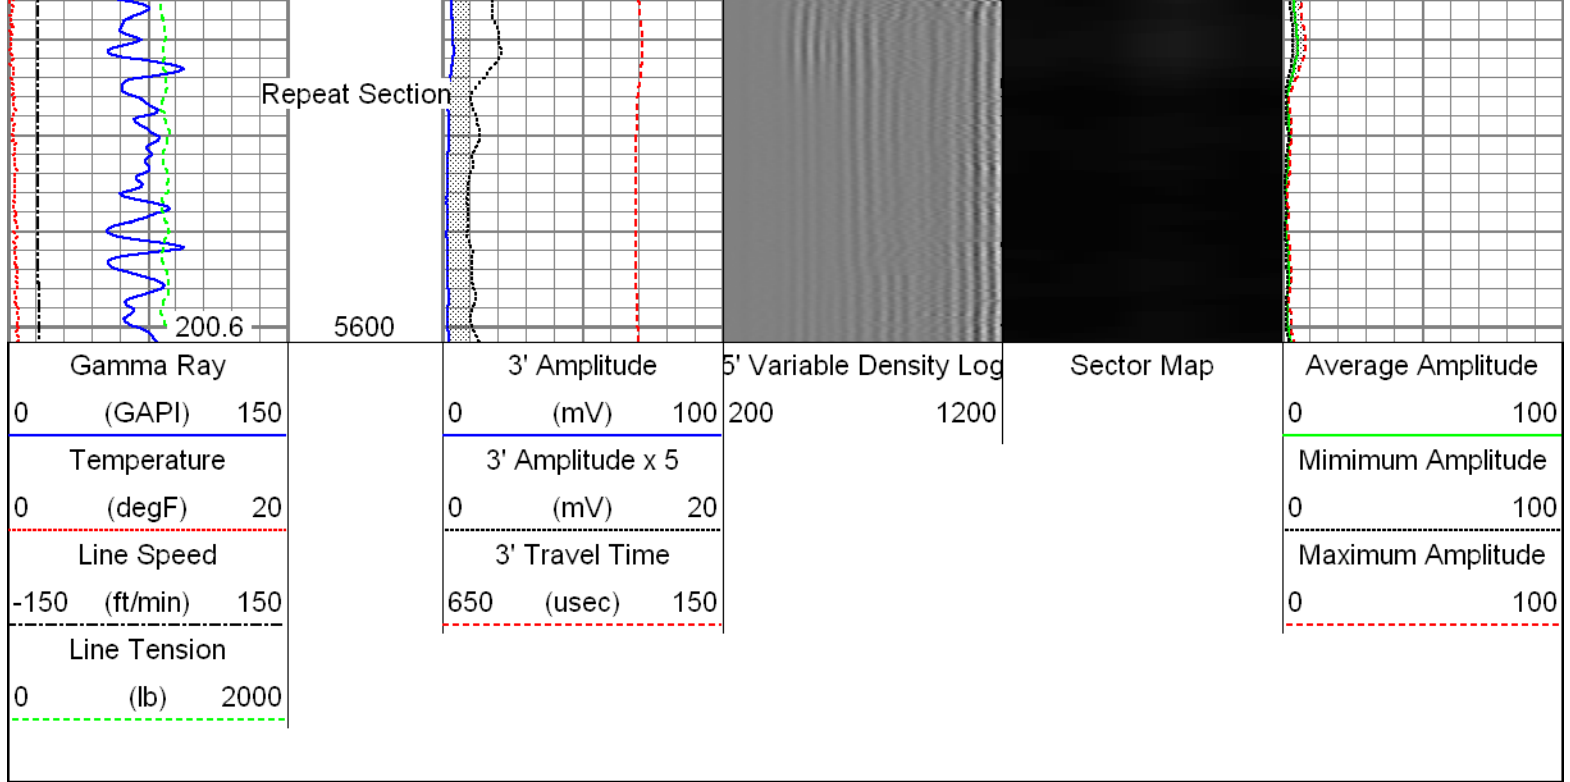 Repeat Section
200.6 5600
Gamma Ray 3' Amplitude 5' Variable Density Log Sector Map Average Amplitude
0 (GAPI) 150 0 (mV) 100 200 1200 0 100
Temperature 3' Amplitude x 5 Mimimum Amplitude
0 (degF) 20 0 (mV) 20 0 100
Line Speed 3' Travel Time Maximum Amplitude
-150 (ft/min) 150 650 (usec) 150 0 100
Line Tension
0 (lb) 2000